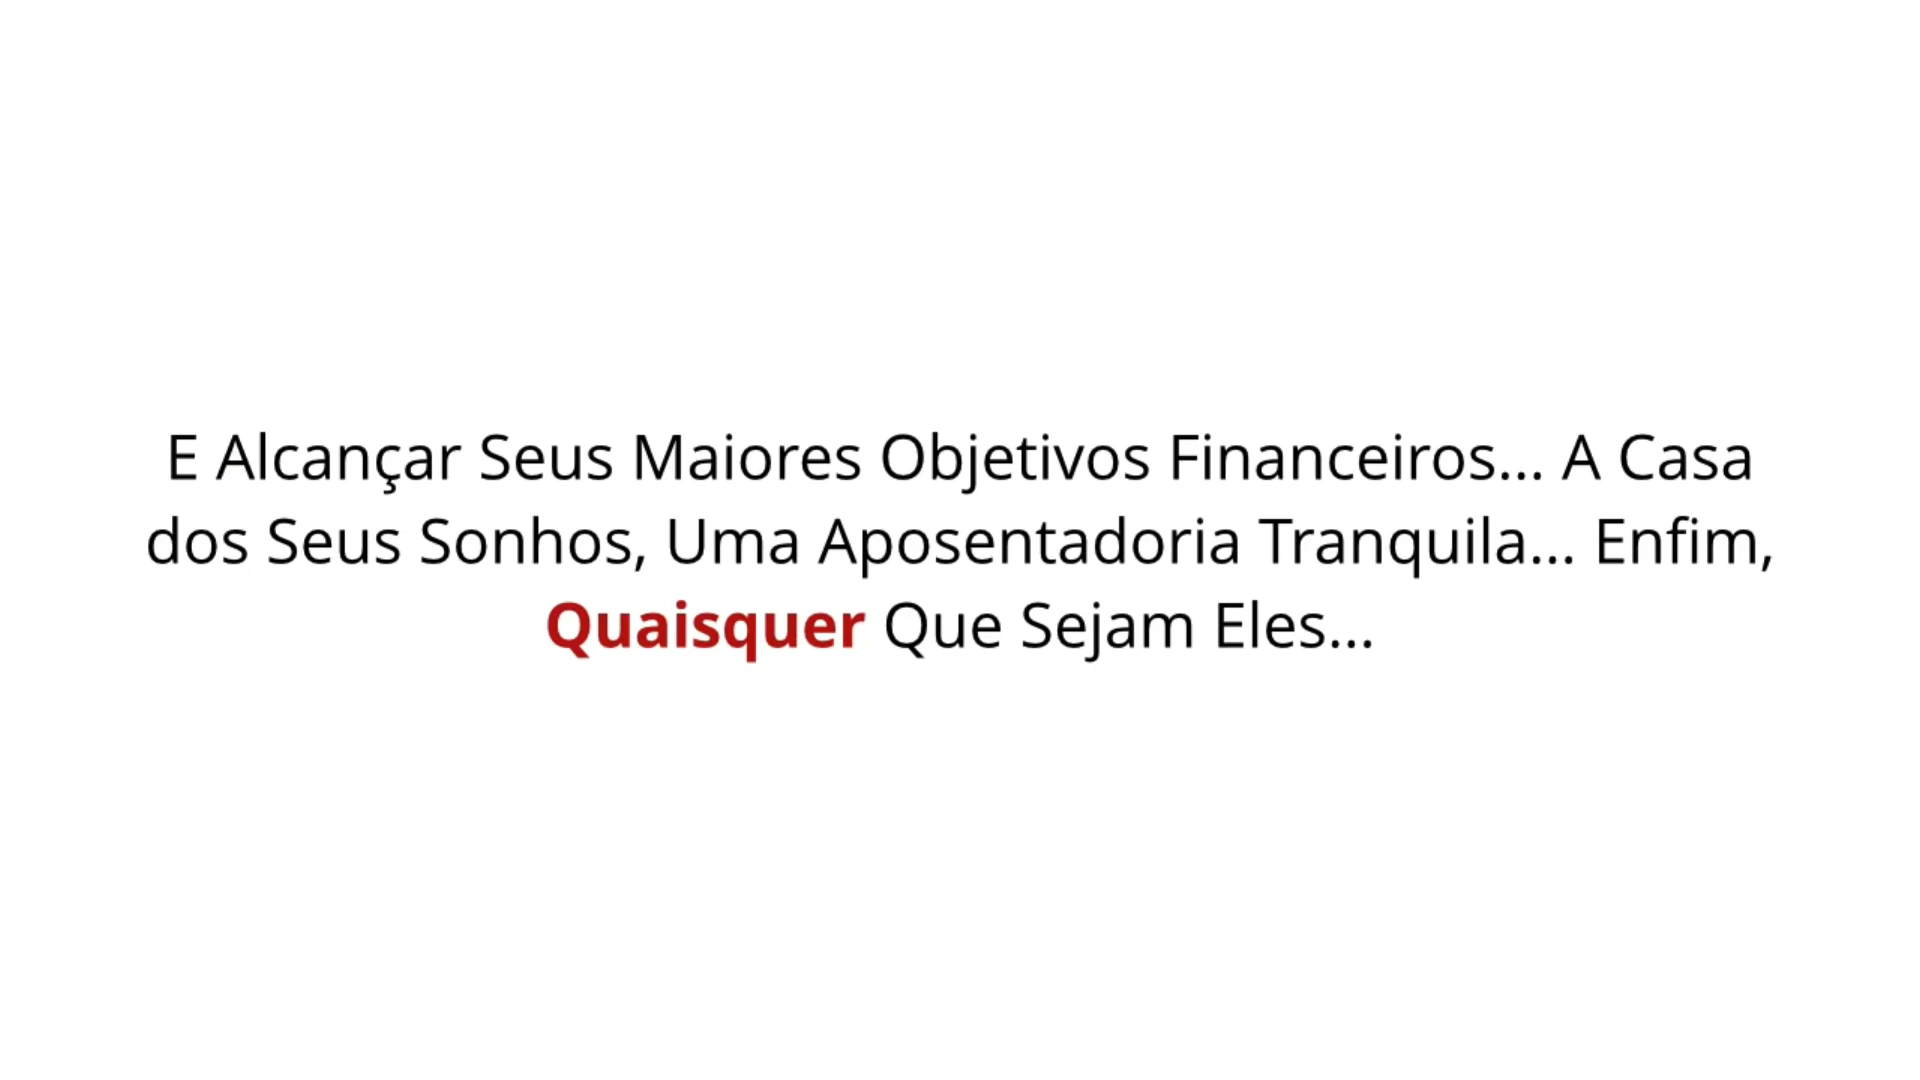 E Alcançar Seus Maiores Objetivos Financeiros... A Casa
dos Seus Sonhos, Uma Aposentadoria Tranquila... Enfim,
Quaisquer Que Sejam Eles...